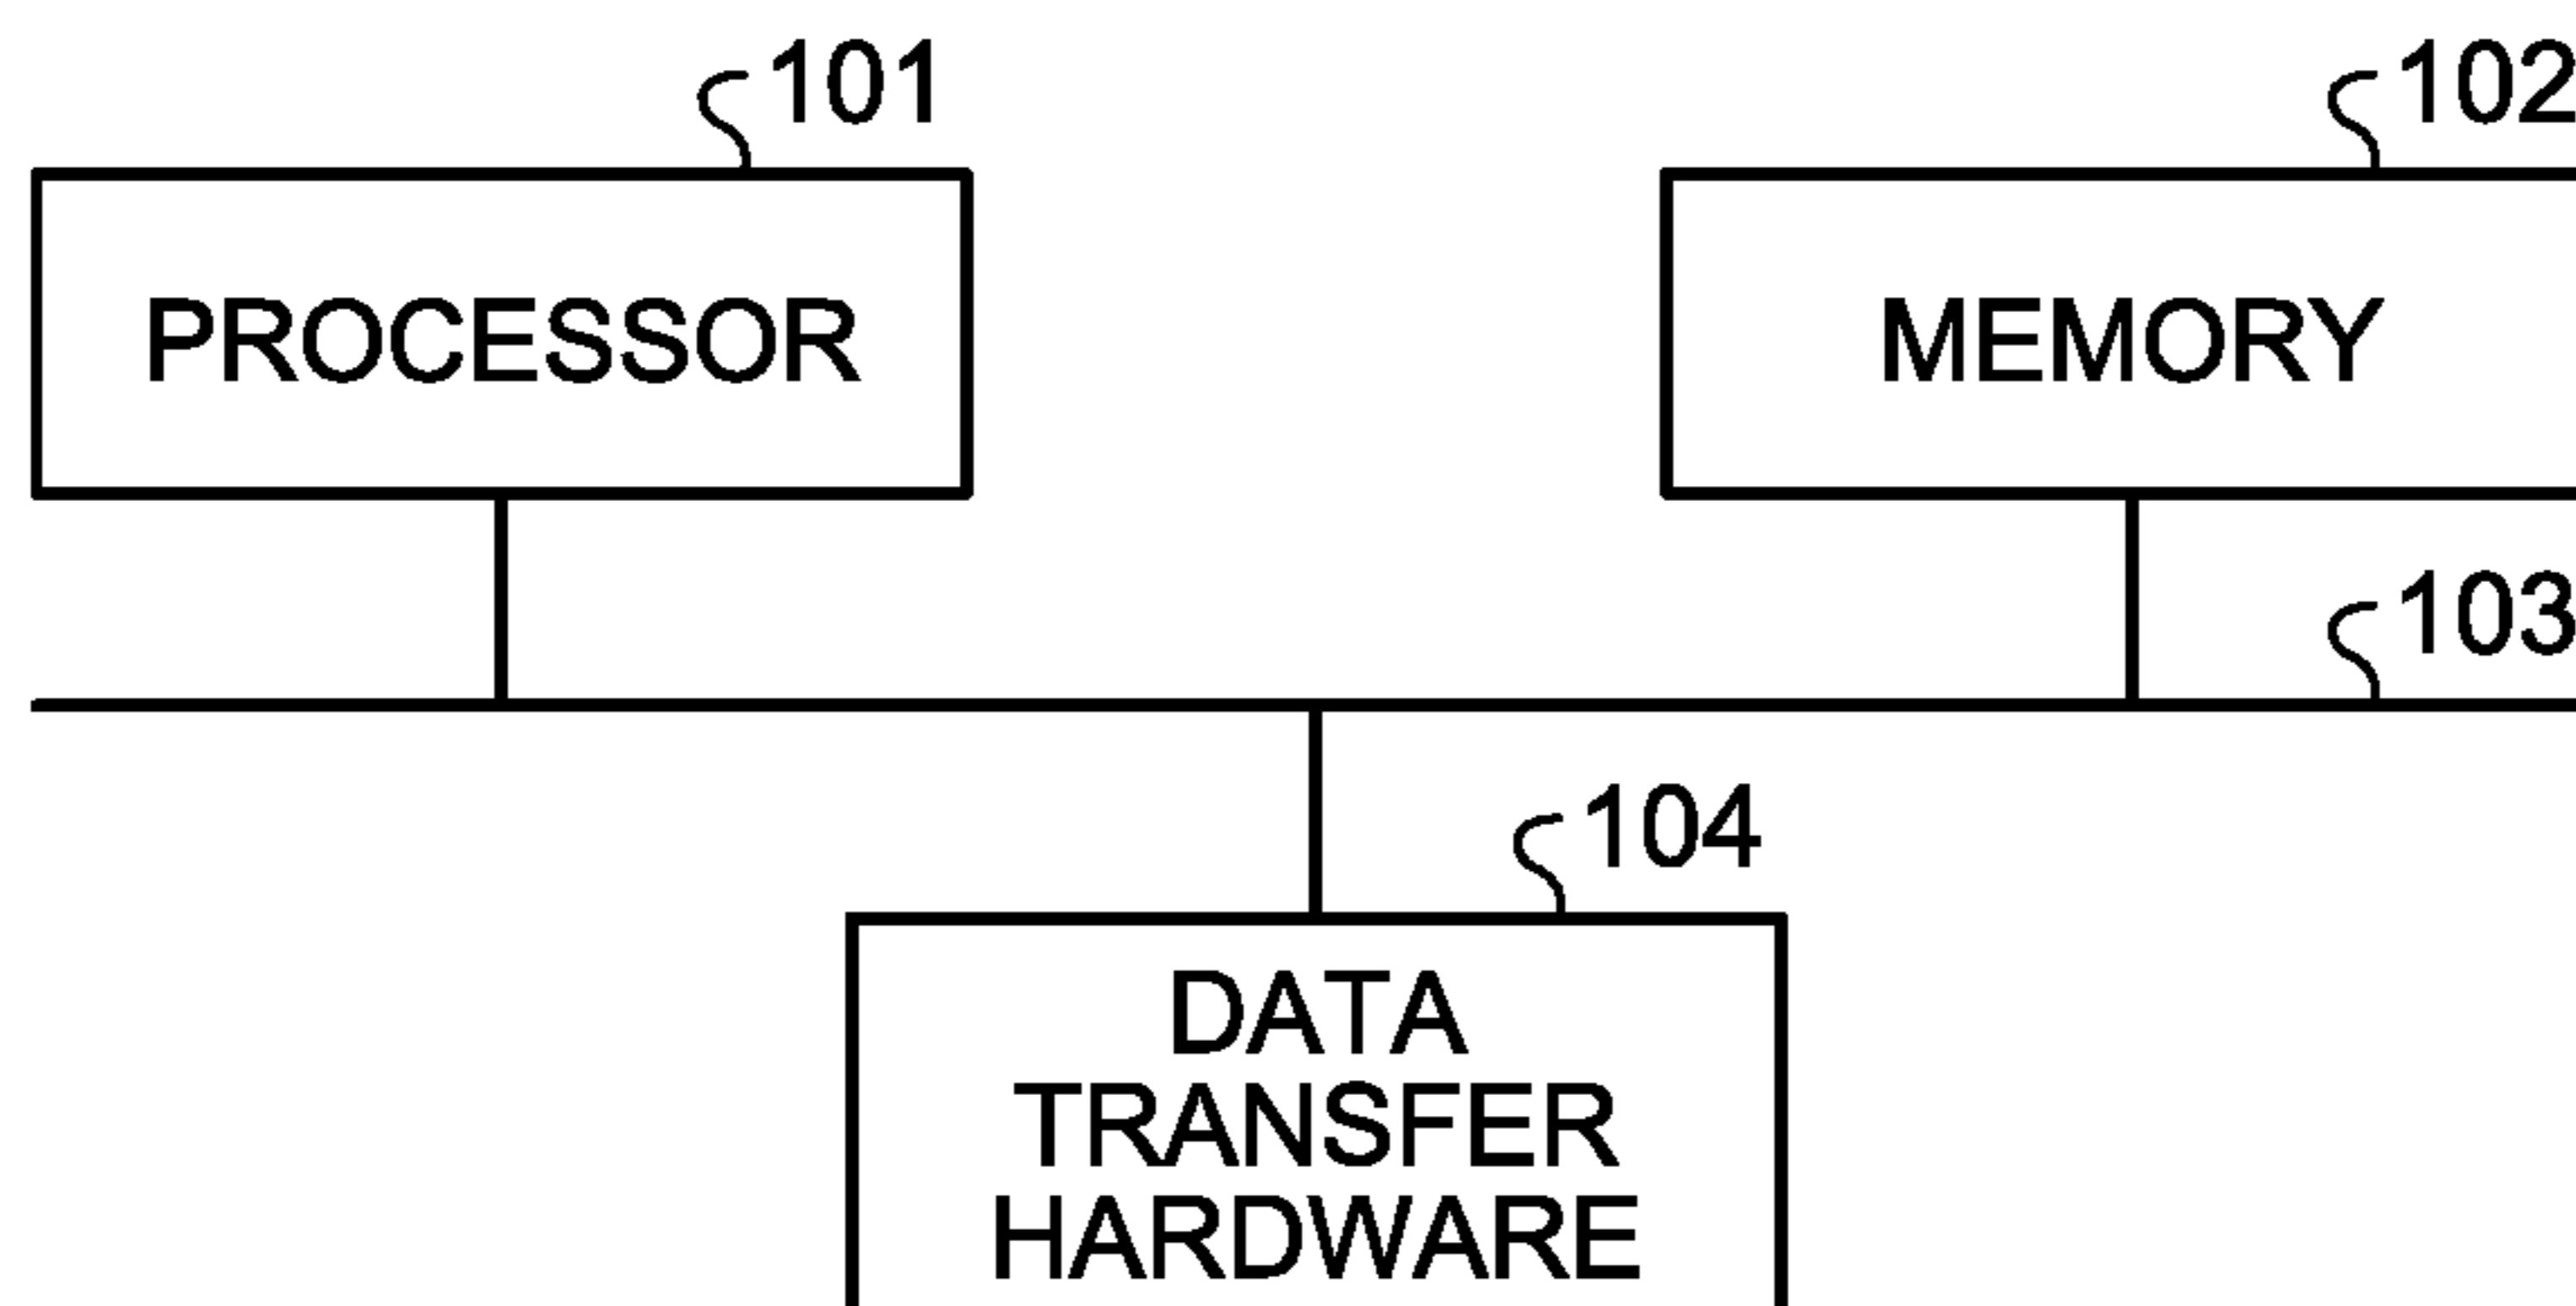 101
102
PROCESSOR
MEMORY
103
104
DATA
TRANSFER
HARDWARE